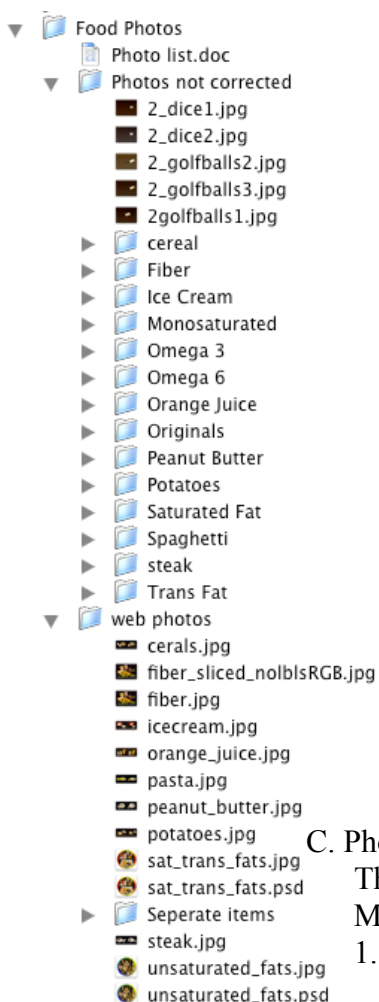 Food Photos
Photo list.doc
Photos not corrected
2_dice1.jpg
2_dice2.jpg
2_golfballs2.jpg
2_golfballs3.jpg
2golfballs1.jpg
cereal
Fiber
Ice Cream
Monosaturated
Omega 3
Omega 6
Orange Juice
Originals
Peanut Butter
Potatoes
Saturated Fat
Spaghetti
steak
Trans Fat
web photos
cerals.jpg
fiber_sliced_nolblsRGB.jpg
fiber.jpg
icecream.jpg
orange_juice.jpg
pasta.jpg
peanut_butter.jpg
potatoes.jpg
sat_trans_fats.jpg
sat_trans_fats.psd
Seperate items
steak.jpg
unsaturated_fats.jpg
unsaturated_fats.psd
C. Pho
Th
M
1.